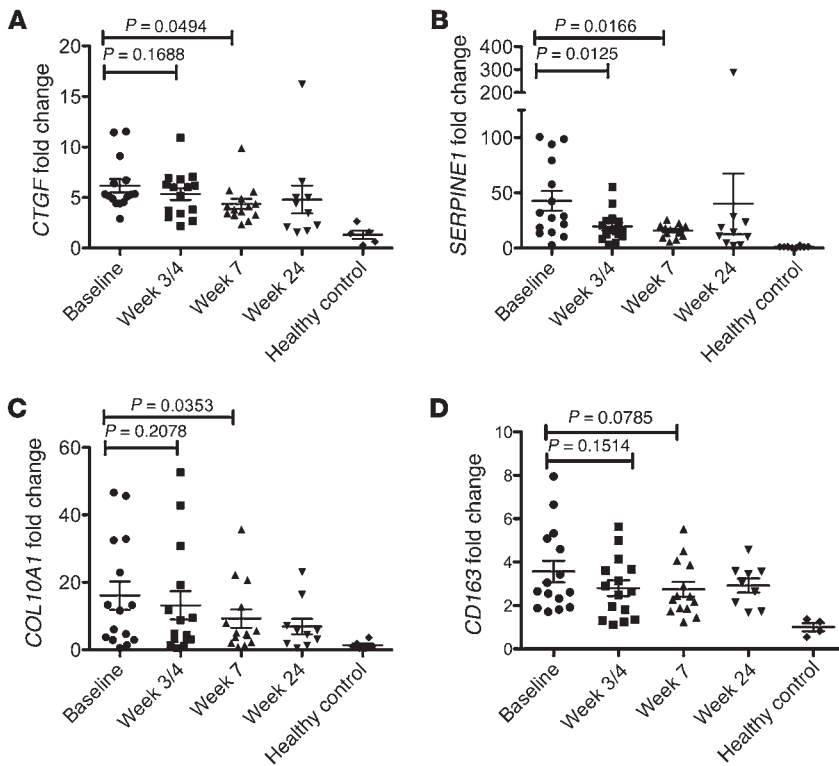 A
P = 0.0494
P = 0.1688
CTGF fold change
20
15
10
5
0
Baseline
Week 3/4
Week 7
Week 24
Healthy control
B
P = 0.0166
P = 0.0125
SERPINE1 fold change
400
300
200
100
50
0
Baseline
Week 3/4
Week 7
Week 24
Healthy control
C
P = 0.0353
P = 0.2078
COL10A1 fold change
60
40
20
0
Baseline
Week 3/4
Week 7
Week 24
Healthy control
D
P = 0.0785
P = 0.1514
CD163 fold change
10
8
6
4
2
0
Baseline
Week 3/4
Week 7
Week 24
Healthy control